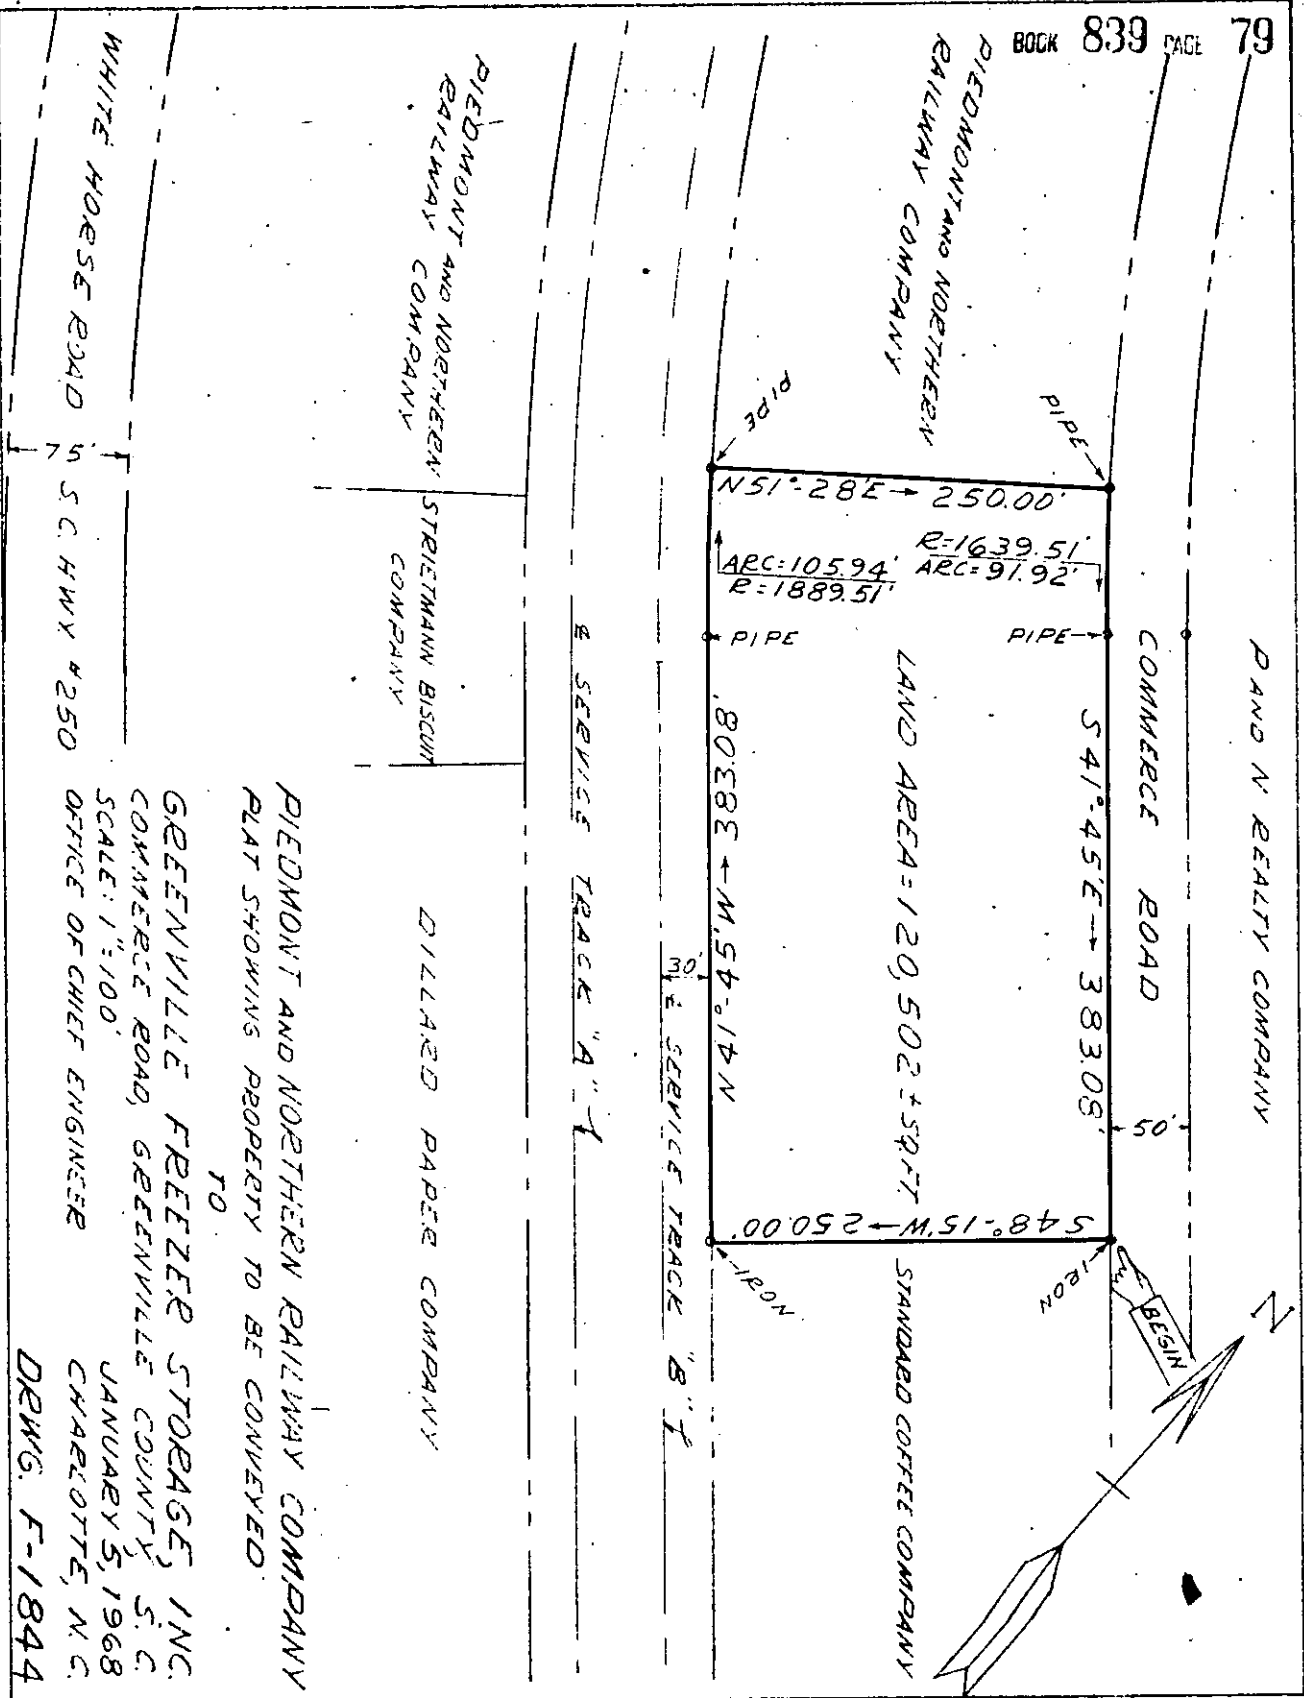 BOOK 839 PAGE 79
P AND N REALTY COMPANY
COMMERCE ROAD
50'
PIEDMONT AND NORTHERN
RAILWAY COMPANY
PIPE
PIPE
N51°-28'E → 250.00'
R=1639.51'
ARC=91.92'
ARC=105.94'
R=1889.51'
PIPE
PIPE
S41°-45'E → 383.08'
LAND AREA=120,502 ± SQ.FT.
N41°-45'W → 383.08'
S48°-15'W → 250.00'
IRON
IRON
BEGIN
N
STANDARD COFFEE COMPANY
30'
℄ SERVICE TRACK "B"
℄ SERVICE TRACK "A"
PIEDMONT AND NORTHERN
RAILWAY COMPANY
STRIETMANN BISCUIT
COMPANY
DILLARD PAPER COMPANY
WHITE HORSE ROAD S.C. HWY #250
75'
PIEDMONT AND NORTHERN RAILWAY COMPANY
PLAT SHOWING PROPERTY TO BE CONVEYED
TO
GREENVILLE FREEZER STORAGE, INC.
COMMERCE ROAD, GREENVILLE COUNTY, S.C.
SCALE: 1"=100' JANUARY 5, 1968
OFFICE OF CHIEF ENGINEER CHARLOTTE, N.C.
DRWG. F-1844